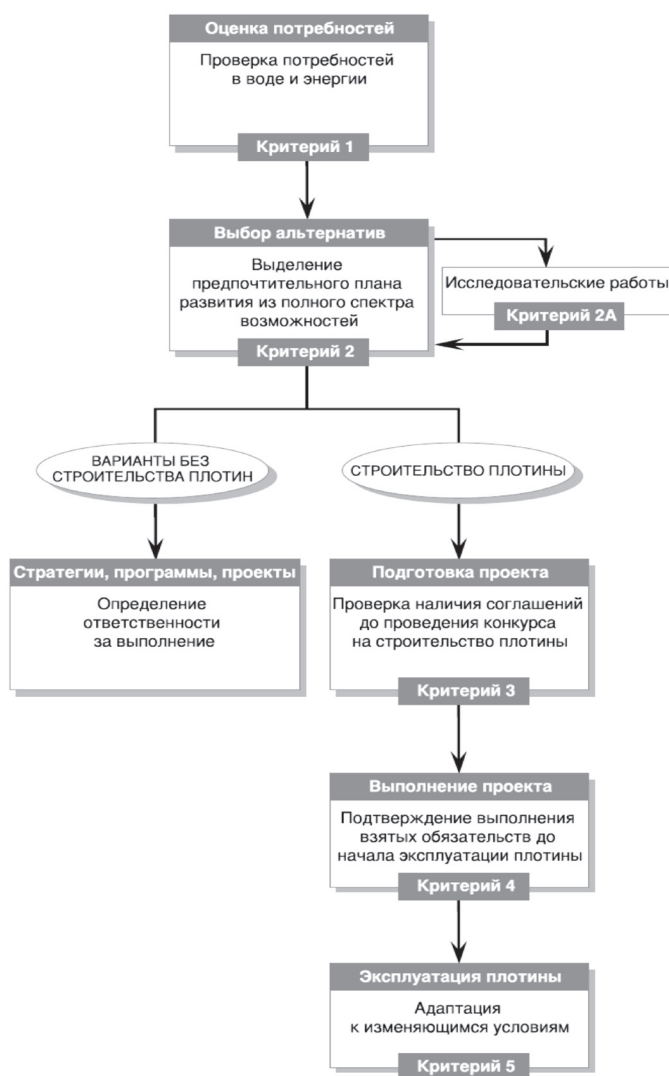 Оценка потребностей
Проверка потребностей
в воде и энергии
Критерий 1
Выбор альтернатив
Выделение
предпочтительного плана
развития из полного спектра
возможностей
Критерий 2
Исследовательские работы
Критерий 2А
ВАРИАНТЫ БЕЗ
СТРОИТЕЛЬСТВА ПЛОТИН
СТРОИТЕЛЬСТВО ПЛОТИНЫ
Стратегии, программы, проекты
Определение
ответственности
за выполнение
Подготовка проекта
Проверка наличия соглашений
до проведения конкурса
на строительство плотины
Критерий 3
Выполнение проекта
Подтверждение выполнения
взятых обязательств до
начала эксплуатации плотины
Критерий 4
Эксплуатация плотины
Адаптация
к изменяющимся условиям
Критерий 5